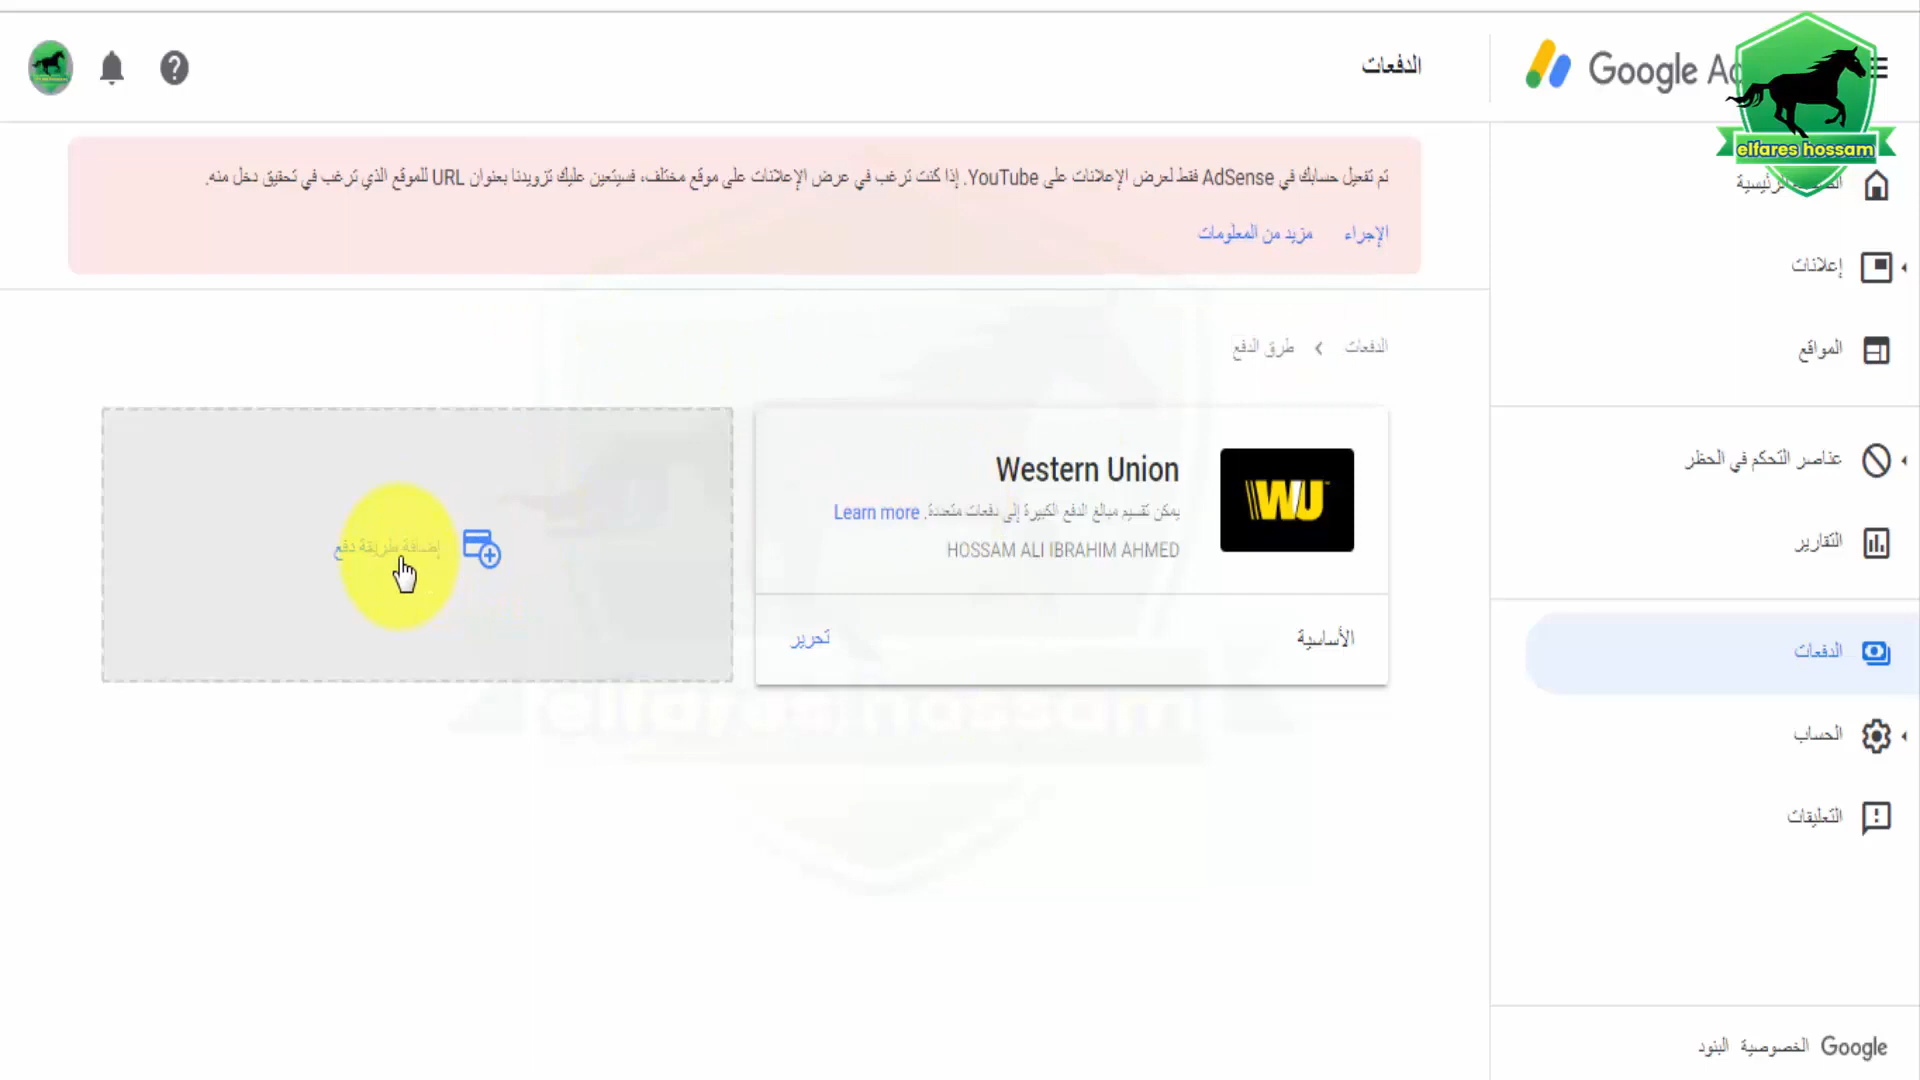 الدفعات
Google Ad
elfares hossam
الرئيسية
تم تفعيل حسابك في AdSense فقط لعرض الإعلانات على YouTube. إذا كنت ترغب في عرض الإعلانات على موقع مختلف، فسيتعين عليك تزويدنا بعنوان URL للموقع الذي ترغب في تحقيق دخل منه.
الإجراء
مزيد من المعلومات
إعلانات
المواقع
عناصر التحكم في الحظر
التقارير
الدفعات
الحساب
التعليقات
الدفعات
طرق الدفع
WU
Western Union
يمكن تقسيم مبالغ الدفع الكبيرة إلى دفعات متعددة. Learn more
HOSSAM ALI IBRAHIM AHMED
الأساسية
تحرير
إضافة طريقة دفع
elfares hossam
Google الخصوصية البنود